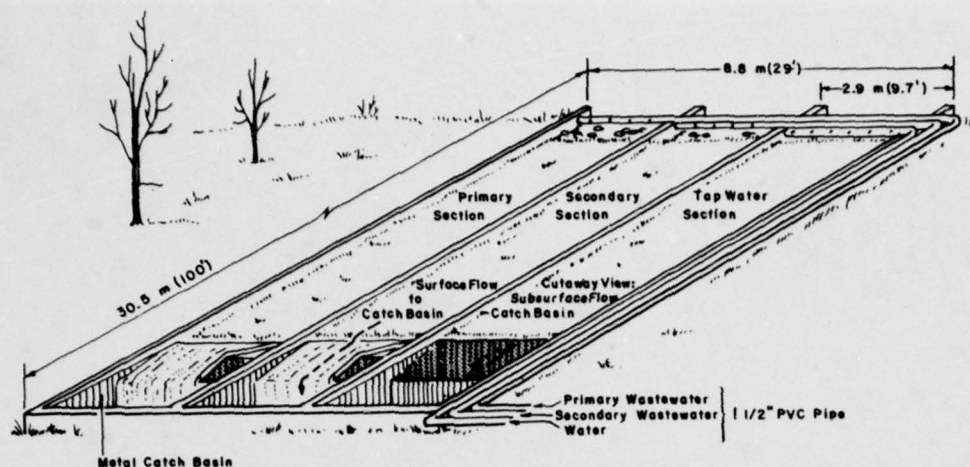 8.8 m (29')
2.9 m (9.7')
Primary
Section
Secondary
Section
Tap Water
Section
30.5 m (100')
Surface Flow
to
Catch Basin
Cutaway View:
Subsurface Flow
Catch Basin
Primary Wastewater
Secondary Wastewater
Water
1 1/2" PVC Pipe
Metal Catch Basin